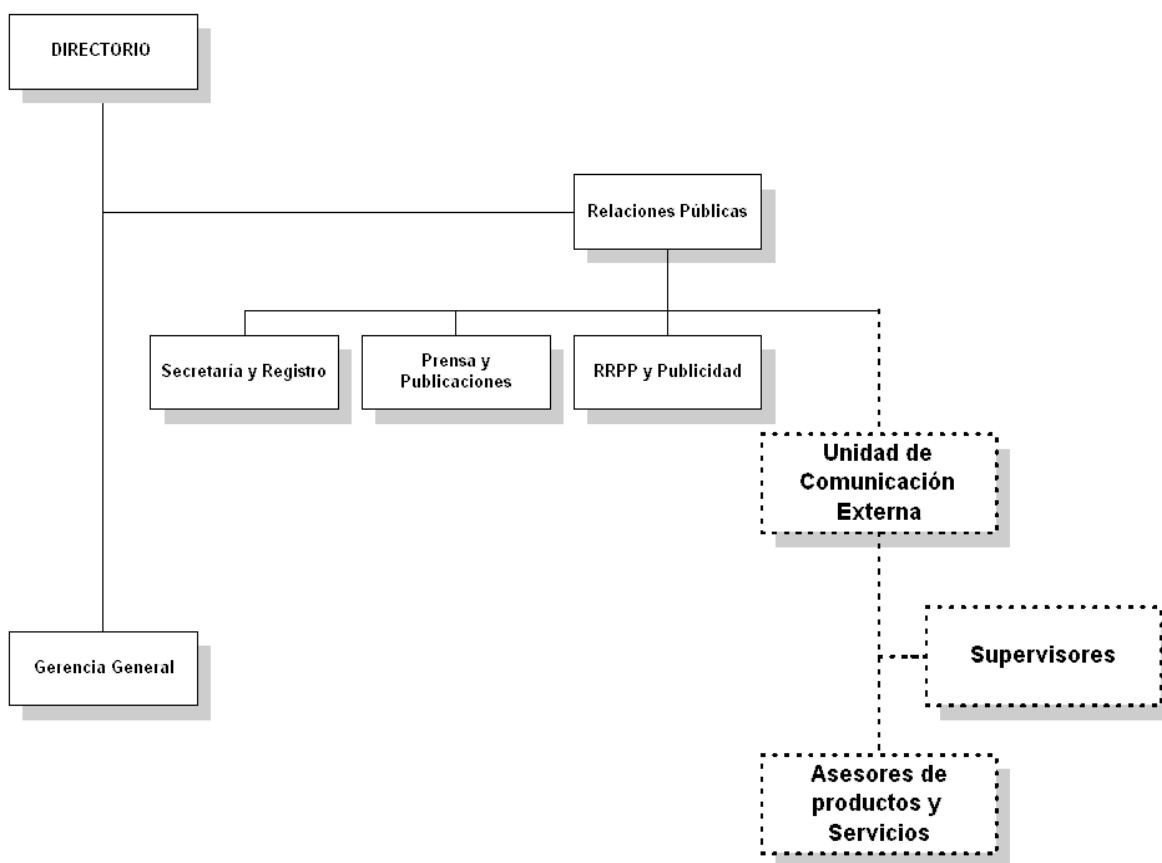 DIRECTORIO
Relaciones Públicas
Secretaría y Registro
Prensa y
Publicaciones
RRPP y Publicidad
Unidad de
Comunicación
Externa
Gerencia General
Supervisores
Asesores de
productos y
Servicios